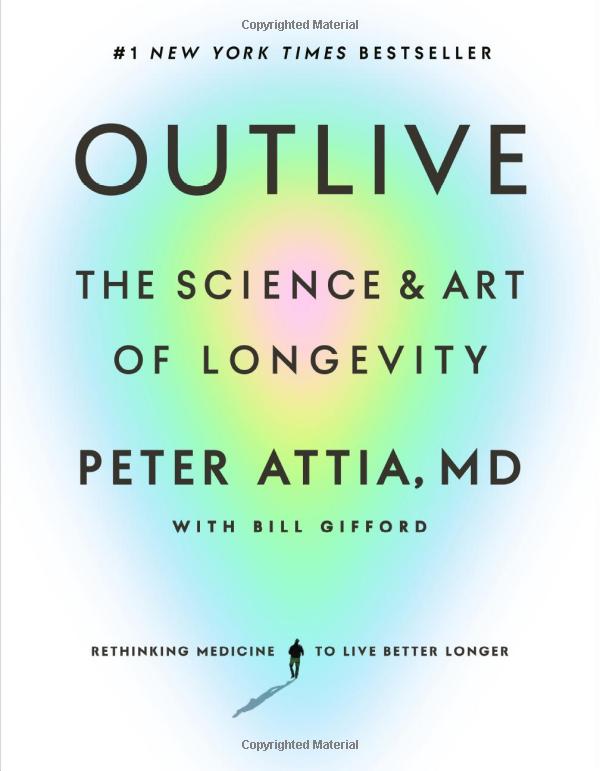 Copyrighted Material
#1 NEW YORK TIMES BESTSELLER
OUTLIVE
THE SCIENCE & ART
OF LONGEVITY
PETER ATTIA, MD
WITH BILL GIFFORD
RETHINKING MEDICINE TO LIVE BETTER LONGER
Copyrighted Material